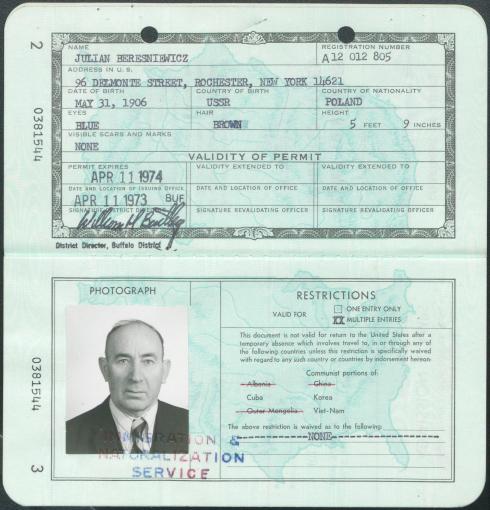 2
0381544
NAME
JULIAN BERESNIEWICZ
REGISTRATION NUMBER
A12 012 805
ADDRESS IN U. S.
96 DELMONTE STREET, ROCHESTER, NEW YORK 14621
DATE OF BIRTH
MAY 31, 1906
COUNTRY OF BIRTH
USSR
COUNTRY OF NATIONALITY
POLAND
EYES
BLUE
HAIR
BROWN
HEIGHT
5 FEET 9 INCHES
VISIBLE SCARS AND MARKS
NONE
VALIDITY OF PERMIT
PERMIT EXPIRES
APR 11 1974
VALIDITY EXTENDED TO
VALIDITY EXTENDED TO
DATE AND LOCATION OF ISSUING OFFICE
APR 11 1973 BUF
DATE AND LOCATION OF OFFICE
DATE AND LOCATION OF OFFICE
SIGNATURE DISTRICT
SIGNATURE REVALIDATING OFFICER
SIGNATURE REVALIDATING OFFICER
District Director, Buffalo District
PHOTOGRAPH
IMMIGRATION &
NATURALIZATION
SERVICE
RESTRICTIONS
VALID FOR
ONE ENTRY ONLY
XX MULTIPLE ENTRIES
This document is not valid for return to the United States after a
temporary absence which involves travel to, in or through any of
the following countries unless this restriction is specifically waived
with regard to any such country or countries by indorsement hereon:
Communist portions of:
Albania China
Cuba Korea
Outer Mongolia Viet-Nam
The above restriction is waived as to the following:
NONE
0381544
3